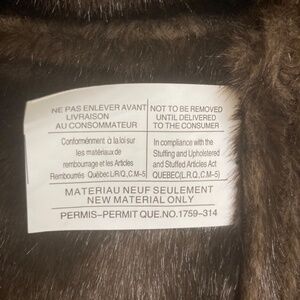 NE PAS ENLEVER AVANT
LIVRAISON
AU CONSOMMATEUR
NOT TO BE REMOVED
UNTIL DELIVERED
TO THE CONSUMER
Conformément à la loi sur
les matériaux de
rembourrage et les Articles
Rembourrés Québec(L.R.Q.,C.M-5)
In compliance with the
Stuffing and Upholstered
and Stuffed Articles Act
QUEBEC(L.R.Q.,C.M-5)
MATERIAU NEUF SEULEMENT
NEW MATERIAL ONLY
PERMIS-PERMIT QUE.NO.1759-314